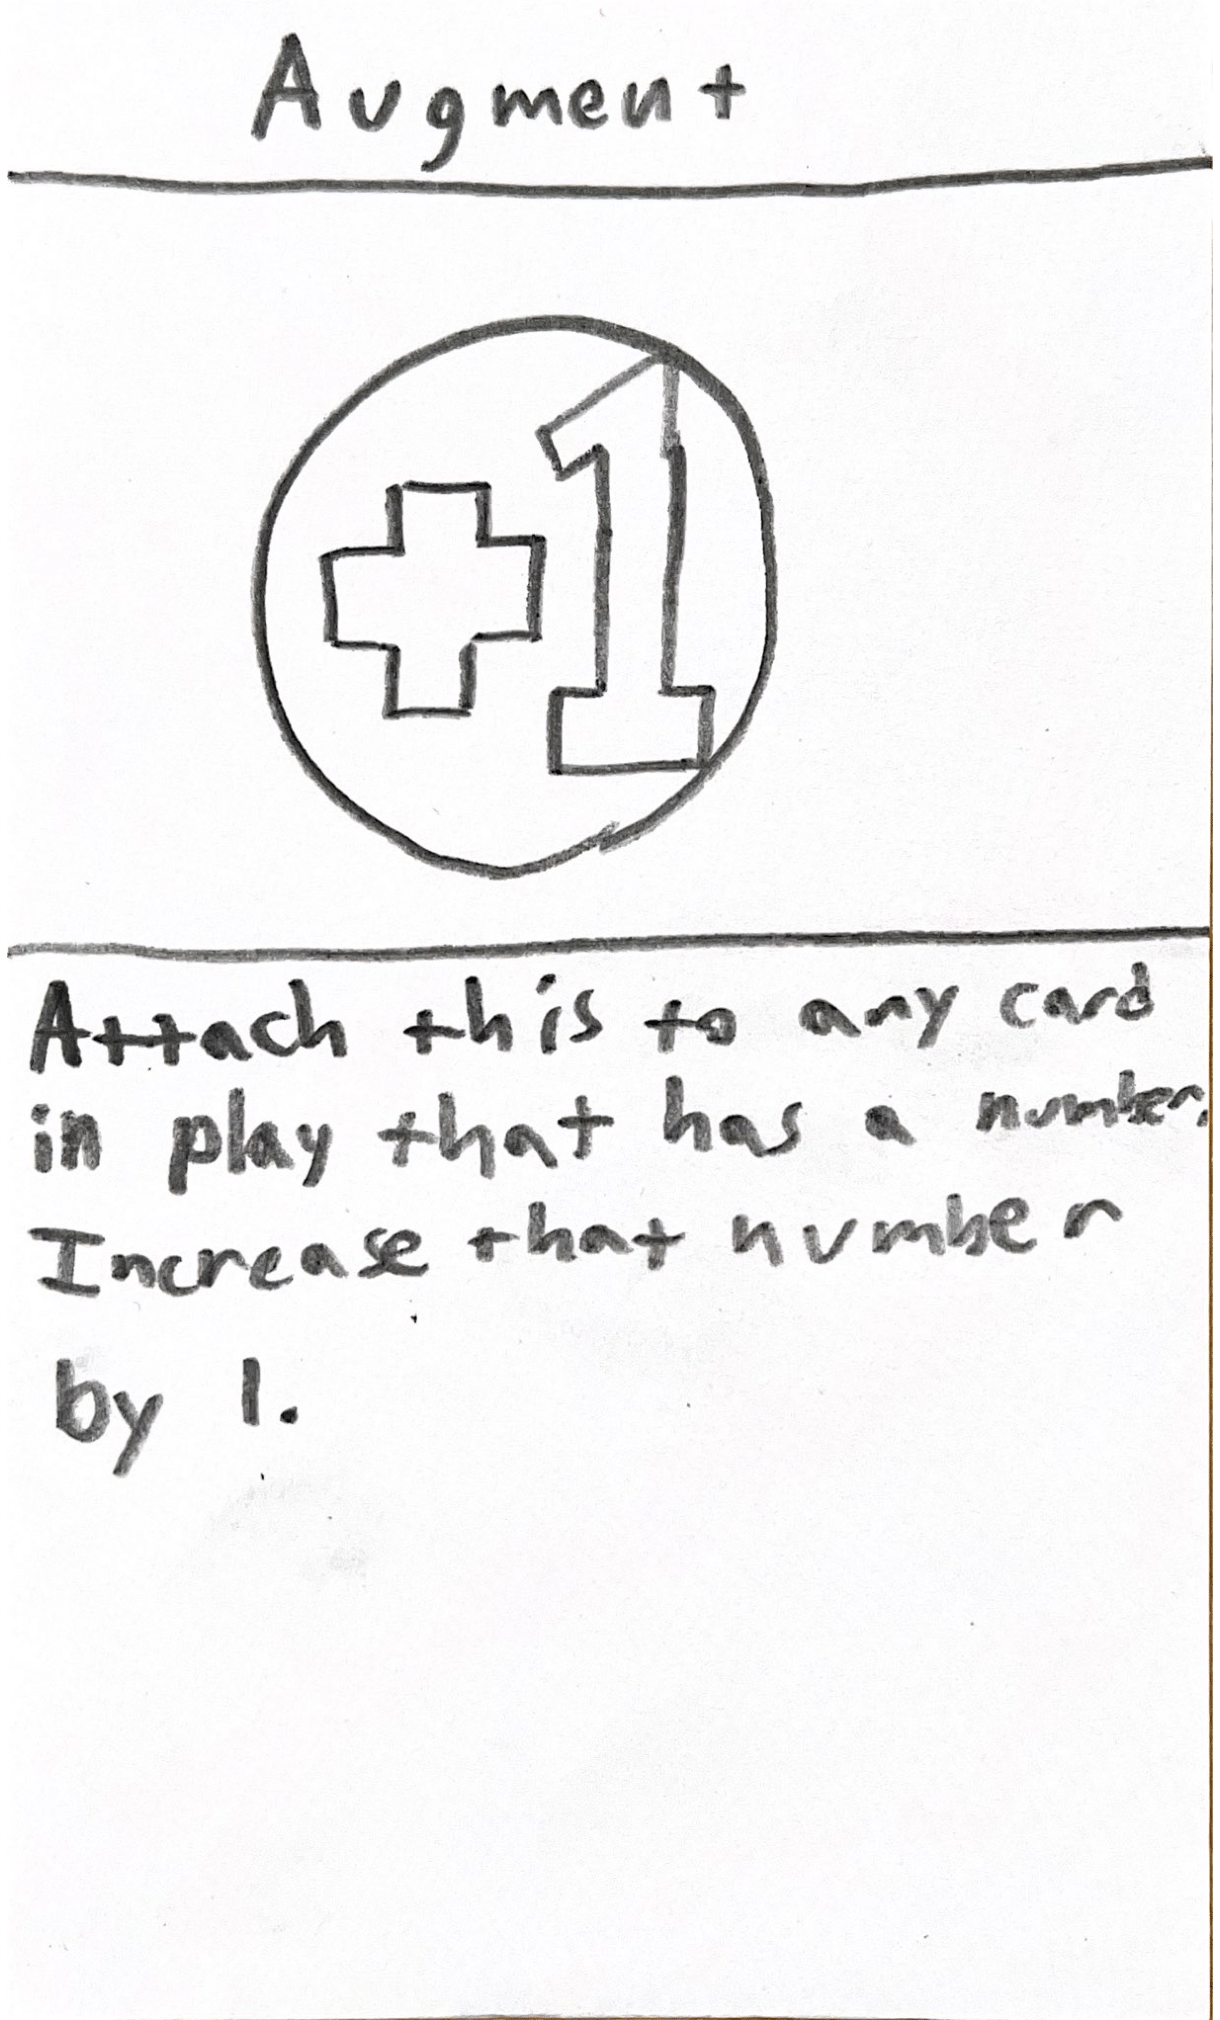 Augment
+1
Attach this to any card
in play that has a number.
Increase that number
by 1.